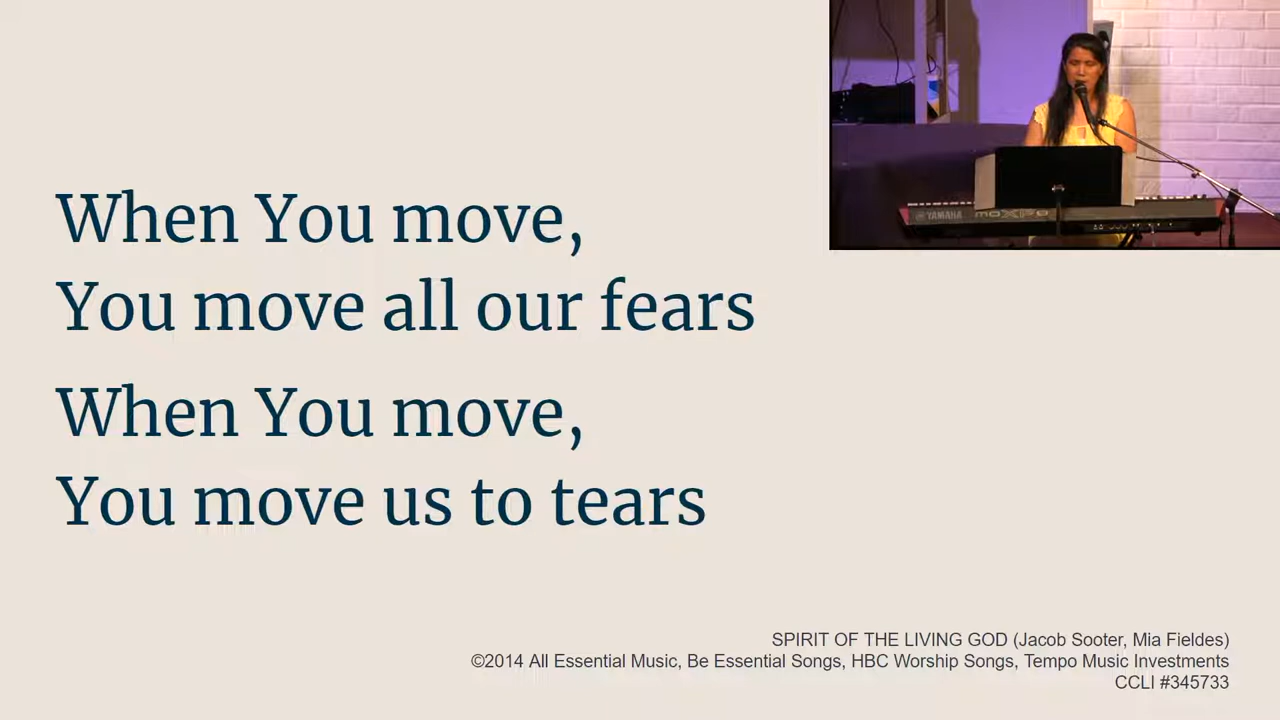 When You move,
You move all our fears
When You move,
You move us to tears
YAMAHA MOXF8
SPIRIT OF THE LIVING GOD (Jacob Sooter, Mia Fieldes)
©2014 All Essential Music, Be Essential Songs, HBC Worship Songs, Tempo Music Investments
CCLI #345733